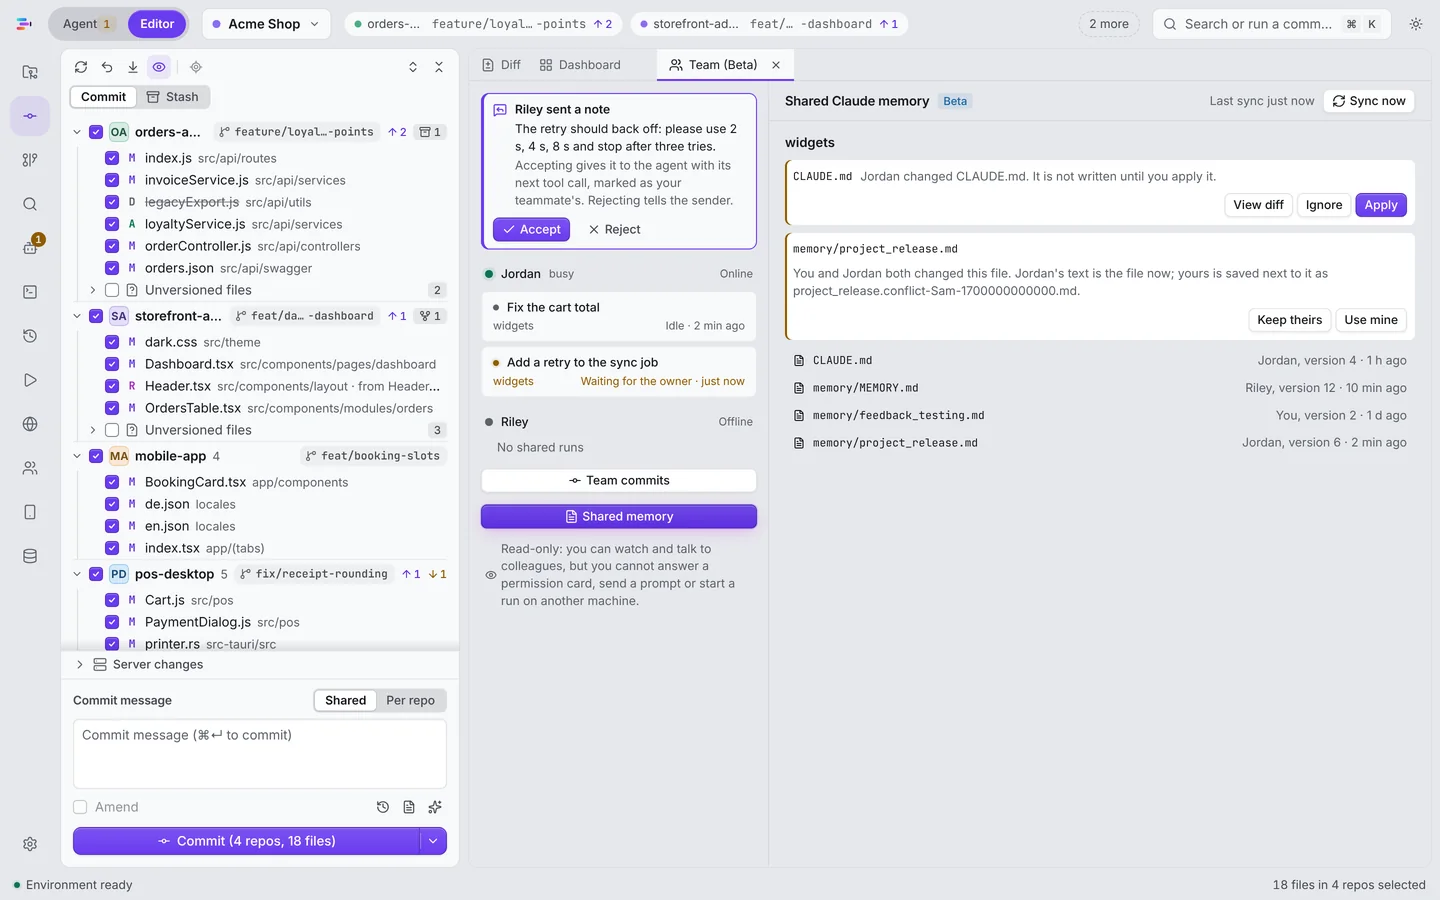 Agent 1 Editor
Acme Shop
orders-... feature/loyal...-points ↑ 2
storefront-ad... feat/... -dashboard ↑ 1
2 more
Search or run a comm... ⌘ K
Commit Stash
OA orders-a... feature/loyal...-points ↑ 2 1
M index.js src/api/routes
M invoiceService.js src/api/services
D legacyExport.js src/api/utils
A loyaltyService.js src/api/services
M orderController.js src/api/controllers
M orders.json src/api/swagger
Unversioned files 2
SA storefront-a... feat/da... -dashboard ↑ 1 1
M dark.css src/theme
M Dashboard.tsx src/components/pages/dashboard
R Header.tsx src/components/layout · from Header...
M OrdersTable.tsx src/components/modules/orders
Unversioned files 3
MA mobile-app 4 feat/booking-slots
M BookingCard.tsx app/components
M de.json locales
M en.json locales
M index.tsx app/(tabs)
PD pos-desktop 5 fix/receipt-rounding ↑ 1 ↓ 1
M Cart.js src/pos
M PaymentDialog.js src/pos
M printer.rs src-tauri/src
Server changes
Commit message Shared Per repo
Commit message (⌘↵ to commit)
Amend
Commit (4 repos, 18 files)
Environment ready
1
Diff Dashboard Team (Beta)
Riley sent a note
The retry should back off: please use 2
s, 4 s, 8 s and stop after three tries.
Accepting gives it to the agent with its
next tool call, marked as your
teammate's. Rejecting tells the sender.
Accept Reject
Jordan busy Online
Fix the cart total
widgets Idle · 2 min ago
Add a retry to the sync job
widgets Waiting for the owner · just now
Riley Offline
No shared runs
Team commits
Shared memory
Read-only: you can watch and talk to
colleagues, but you cannot answer a
permission card, send a prompt or start a
run on another machine.
Shared Claude memory Beta Last sync just now Sync now
widgets
CLAUDE.md Jordan changed CLAUDE.md. It is not written until you apply it.
View diff Ignore Apply
memory/project_release.md
You and Jordan both changed this file. Jordan's text is the file now; yours is saved next to it as
project_release.conflict-Sam-1700000000000.md.
Keep theirs Use mine
CLAUDE.md Jordan, version 4 · 1 h ago
memory/MEMORY.md Riley, version 12 · 10 min ago
memory/feedback_testing.md You, version 2 · 1 d ago
memory/project_release.md Jordan, version 6 · 2 min ago
18 files in 4 repos selected